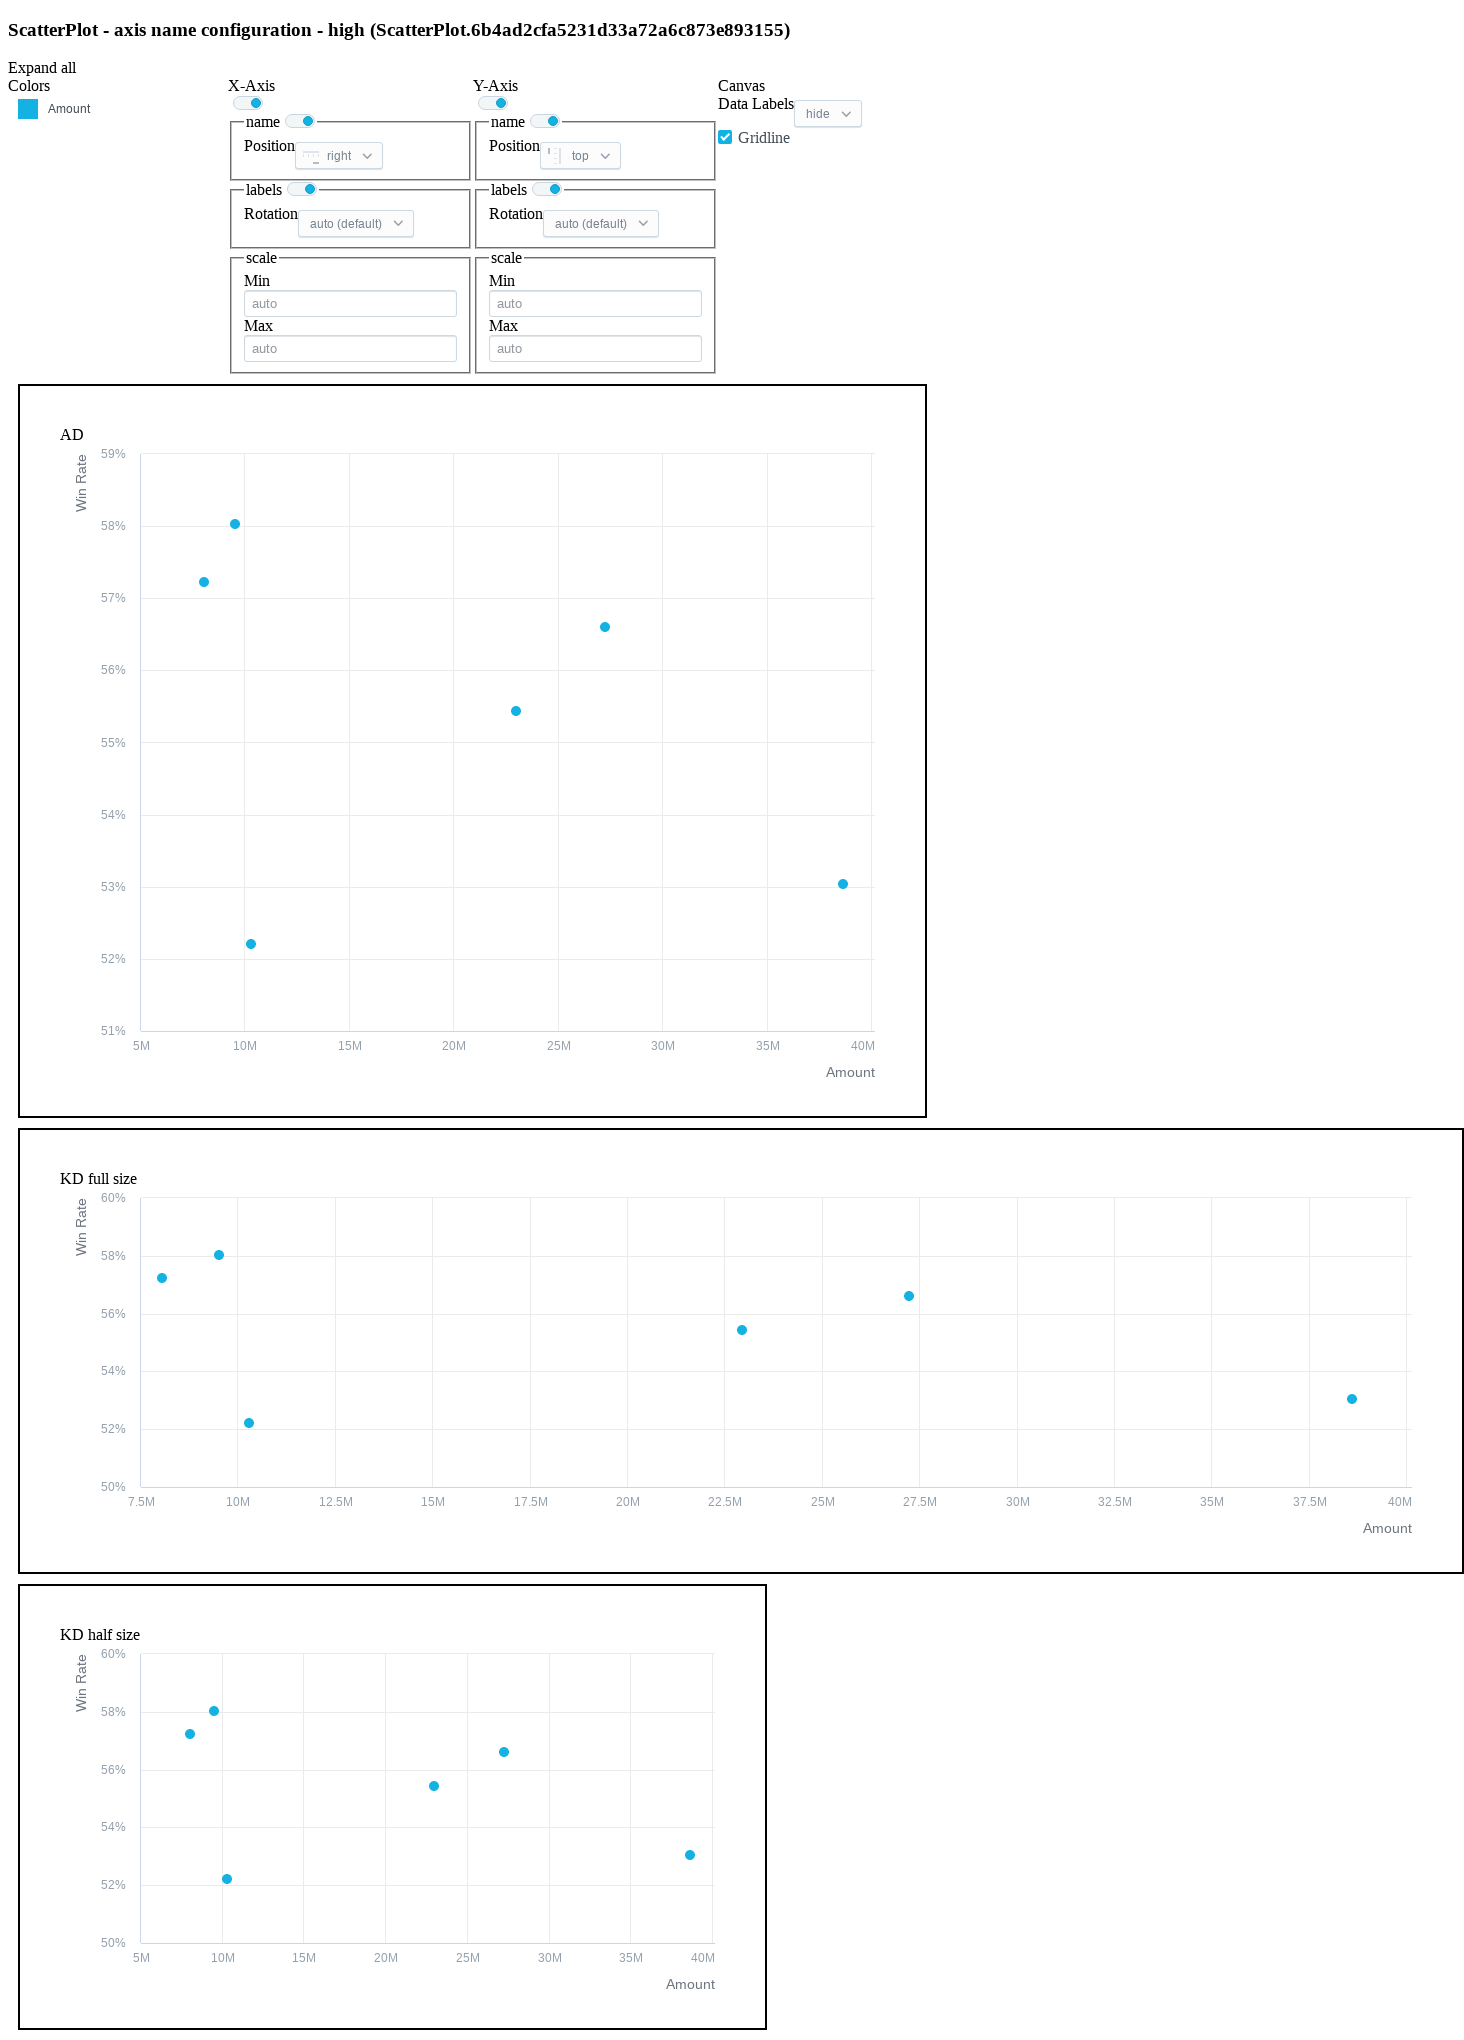 ScatterPlot - axis name configuration - high (ScatterPlot.6b4ad2cfa5231d33a72a6c873e893155)
Expand all
Colors
Amount
X-Axis
name
Position right
labels
Rotation auto (default)
scale
Min
auto
Max
auto
Y-Axis
name
Position top
labels
Rotation auto (default)
scale
Min
auto
Max
auto
Canvas
Data Labels hide
Gridline
AD
Win Rate
59%
58%
57%
56%
55%
54%
53%
52%
51%
5M 10M 15M 20M 25M 30M 35M 40M
Amount
KD full size
Win Rate
60%
58%
56%
54%
52%
50%
7.5M 10M 12.5M 15M 17.5M 20M 22.5M 25M 27.5M 30M 32.5M 35M 37.5M 40M
Amount
KD half size
Win Rate
60%
58%
56%
54%
52%
50%
5M 10M 15M 20M 25M 30M 35M 40M
Amount